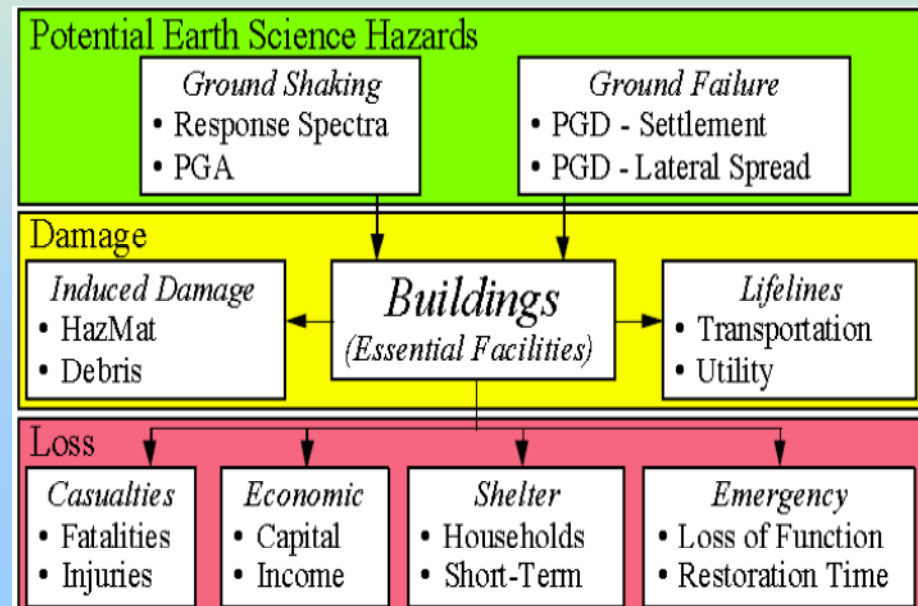 Potential Earth Science Hazards
Ground Shaking
• Response Spectra
• PGA
Ground Failure
• PGD - Settlement
• PGD - Lateral Spread
Damage
Induced Damage
• HazMat
• Debris
Buildings
(Essential Facilities)
Lifelines
• Transportation
• Utility
Loss
Casualties
• Fatalities
• Injuries
Economic
• Capital
• Income
Shelter
• Households
• Short-Term
Emergency
• Loss of Function
• Restoration Time